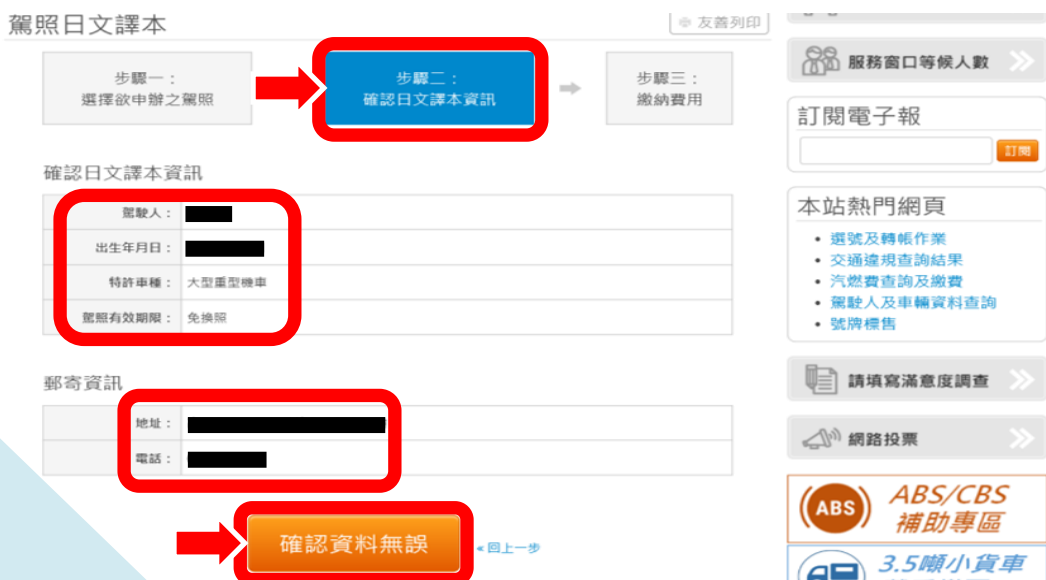 駕照日文譯本
友善列印
步驟一：
選擇欲申辦之駕照
步驟二：
確認日文譯本資訊
步驟三：
繳納費用
確認日文譯本資訊
駕駛人：
出生年月日：
特許車種： 大型重型機車
駕照有效期限： 免換照
郵寄資訊
地址：
電話：
確認資料無誤
«回上一步
服務窗口等候人數
訂閱電子報
訂閱
本站熱門網頁
• 選號及轉帳作業
• 交通違規查詢結果
• 汽燃費查詢及繳費
• 駕駛人及車輛資料查詢
• 號牌標售
請填寫滿意度調查
網路投票
ABS
ABS/CBS
補助專區
3.5噸小貨車